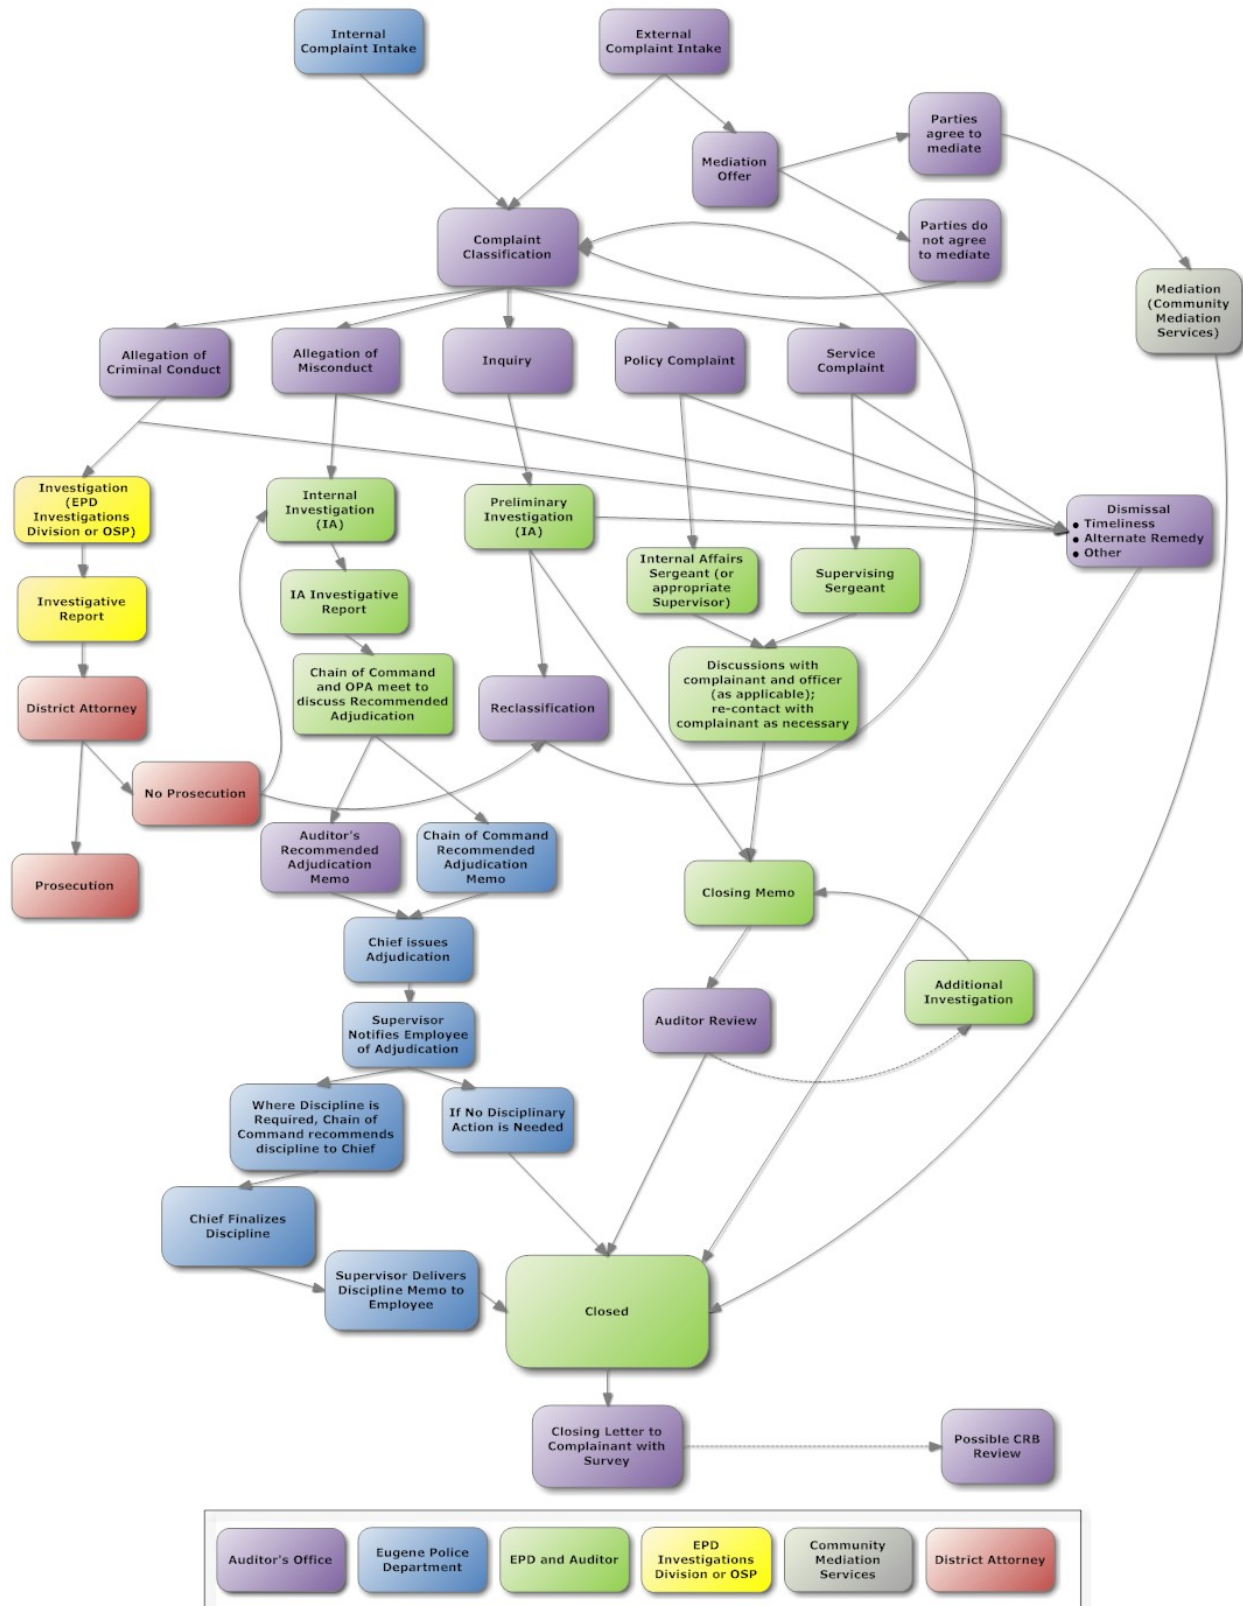 Internal
Complaint Intake
External
Complaint Intake
Parties
agree to
mediate
Mediation
Offer
Parties do
not agree
to mediate
Complaint
Classification
Mediation
(Community
Mediation
Services)
Allegation of
Criminal Conduct
Allegation of
Misconduct
Inquiry
Policy Complaint
Service
Complaint
Investigation
(EPD
Investigations
Division or OSP)
Internal
Investigation
(IA)
Preliminary
Investigation
(IA)
Dismissal
• Timeliness
• Alternate Remedy
• Other
Internal Affairs
Sergeant (or
appropriate
Supervisor)
Supervising
Sergeant
Investigative
Report
IA Investigative
Report
Chain of Command
and OPA meet to
discuss Recommended
Adjudication
Discussions with
complainant and officer
(as applicable);
re-contact with
complainant as necessary
District Attorney
Reclassification
No Prosecution
Auditor's
Recommended
Adjudication
Memo
Chain of Command
Recommended
Adjudication
Memo
Prosecution
Closing Memo
Chief issues
Adjudication
Additional
Investigation
Supervisor
Notifies Employee
of Adjudication
Auditor Review
Where Discipline is
Required, Chain of
Command recommends
discipline to Chief
If No Disciplinary
Action is Needed
Chief Finalizes
Discipline
Supervisor Delivers
Discipline Memo to
Employee
Closed
Closing Letter to
Complainant with
Survey
Possible CRB
Review
Auditor's Office
Eugene Police
Department
EPD and Auditor
EPD
Investigations
Division or OSP
Community
Mediation
Services
District Attorney